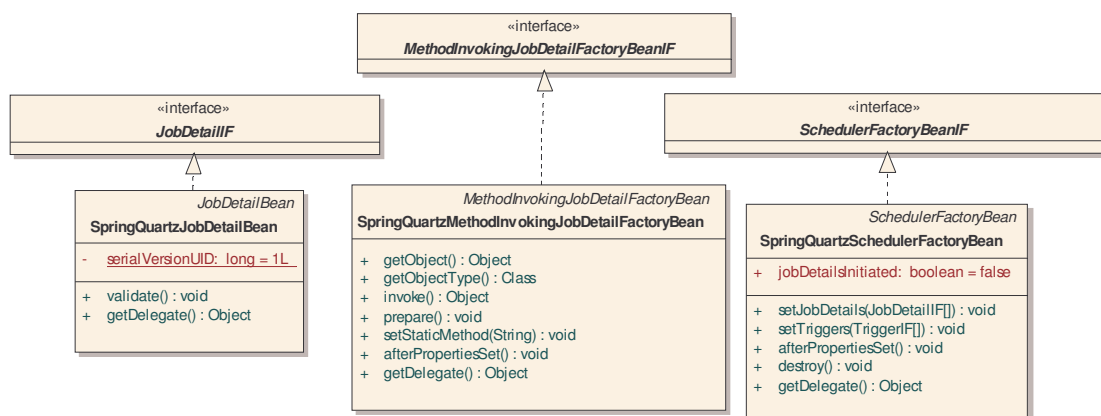 «interface»
MethodInvokingJobDetailFactoryBeanIF
«interface»
JobDetailIF
«interface»
SchedulerFactoryBeanIF
JobDetailBean
SpringQuartzJobDetailBean
- serialVersionUID: long = 1L
+ validate() : void
+ getDelegate() : Object
MethodInvokingJobDetailFactoryBean
SpringQuartzMethodInvokingJobDetailFactoryBean
+ getObject() : Object
+ getObjectType() : Class
+ invoke() : Object
+ prepare() : void
+ setStaticMethod(String) : void
+ afterPropertiesSet() : void
+ getDelegate() : Object
SchedulerFactoryBean
SpringQuartzSchedulerFactoryBean
+ jobDetailsInitiated: boolean = false
+ setJobDetails(JobDetailIF[]) : void
+ setTriggers(TriggerIF[]) : void
+ afterPropertiesSet() : void
+ destroy() : void
+ getDelegate() : Object